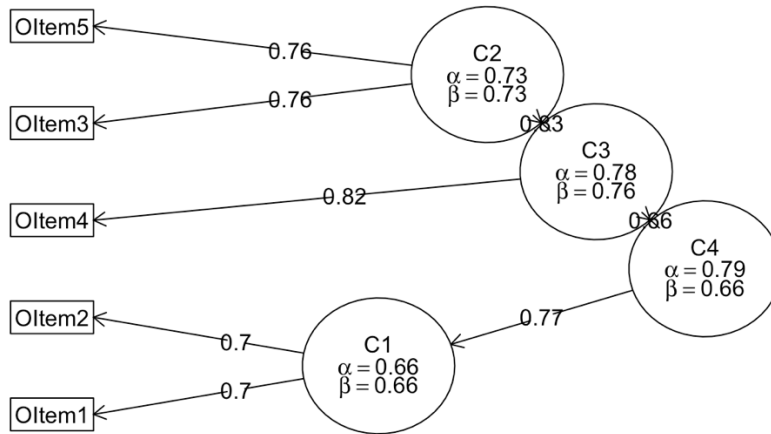 OItem5
0.76
C2
α = 0.73
β = 0.73
OItem3
0.76
C3
α = 0.78
β = 0.76
OItem4
0.82
C4
α = 0.79
β = 0.66
0.77
OItem2
0.7
C1
α = 0.66
β = 0.66
OItem1
0.7